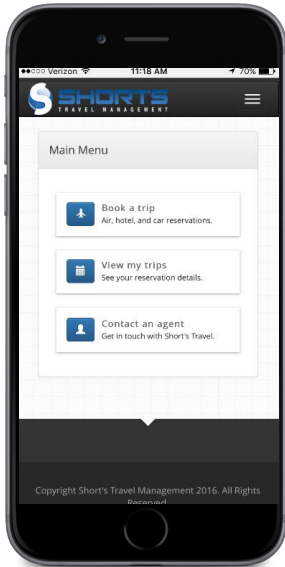 Verizon 11:18 AM 70%
SHORTS
TRAVEL MANAGEMENT
Main Menu
Book a trip
Air, hotel, and car reservations.
View my trips
See your reservation details.
Contact an agent
Get in touch with Short's Travel.
Copyright Short's Travel Management 2016. All Rights
Reserved